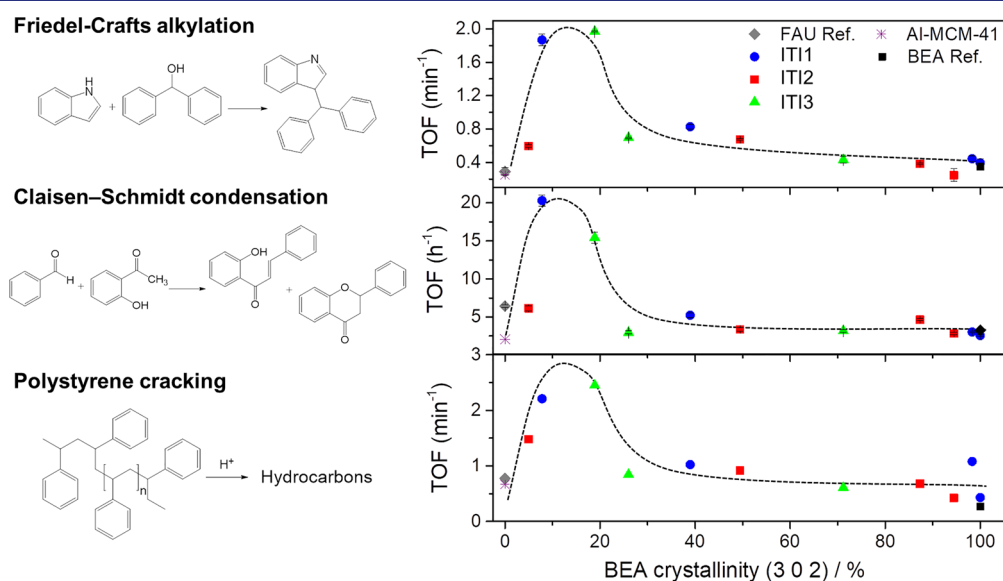 Friedel-Crafts alkylation
H
N
+
OH
N
Claisen–Schmidt condensation
O
H
+
O
CH3
OH
OH
O
+
O
O
Polystyrene cracking
n
H+
Hydrocarbons
TOF (min-1)
2.0
1.6
1.2
0.8
0.4
FAU Ref.
ITI1
ITI2
ITI3
Al-MCM-41
BEA Ref.
TOF (h-1)
20
15
10
5
TOF (min-1)
3
2
1
0
0 20 40 60 80 100
BEA crystallinity (3 0 2) / %